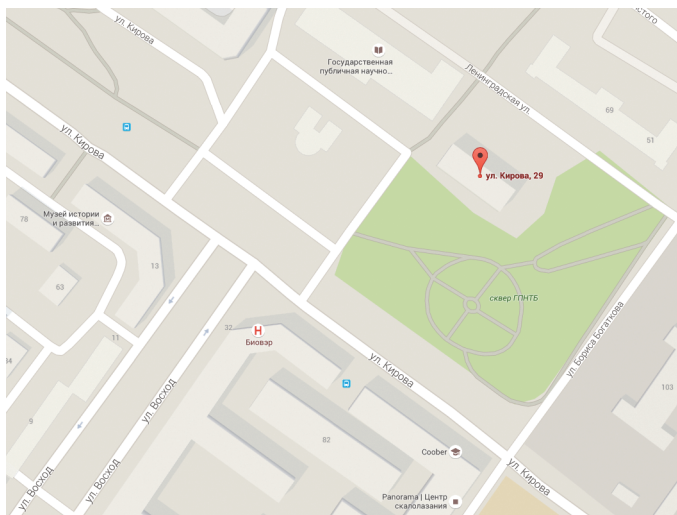 ул. Кирова
Государственная
публичная научно...
Ленинградская ул.
69
51
ул. Кирова
ул. Кирова, 29
Музей истории
и развития...
78
13
63
сквер ГПНТБ
32
Биовэр
11
ул. Бориса Богаткова
ул. Кирова
103
ул. Восход
9
82
Coober
ул. Восход
ул. Восход
ул. Кирова
Panorama | Центр
скалолазания